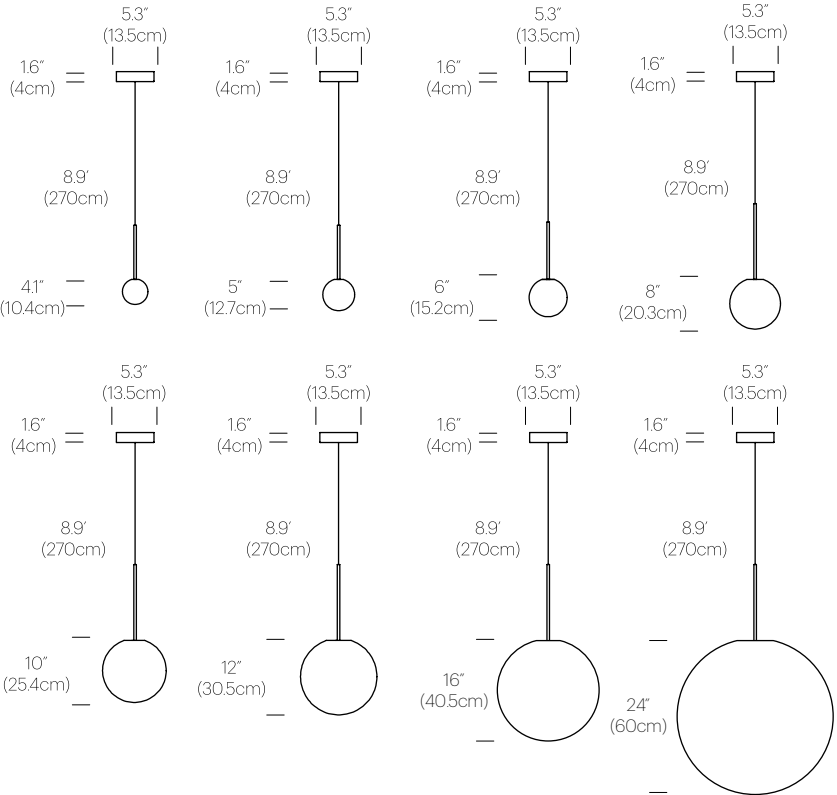 5.3″
(13.5cm)
1.6″
(4cm)
8.9′
(270cm)
4.1″
(10.4cm)
5.3″
(13.5cm)
1.6″
(4cm)
8.9′
(270cm)
5″
(12.7cm)
5.3″
(13.5cm)
1.6″
(4cm)
8.9′
(270cm)
6″
(15.2cm)
5.3″
(13.5cm)
1.6″
(4cm)
8.9′
(270cm)
8″
(20.3cm)
5.3″
(13.5cm)
1.6″
(4cm)
8.9′
(270cm)
10″
(25.4cm)
5.3″
(13.5cm)
1.6″
(4cm)
8.9′
(270cm)
12″
(30.5cm)
5.3″
(13.5cm)
1.6″
(4cm)
8.9′
(270cm)
16″
(40.5cm)
5.3″
(13.5cm)
1.6″
(4cm)
8.9′
(270cm)
24″
(60cm)